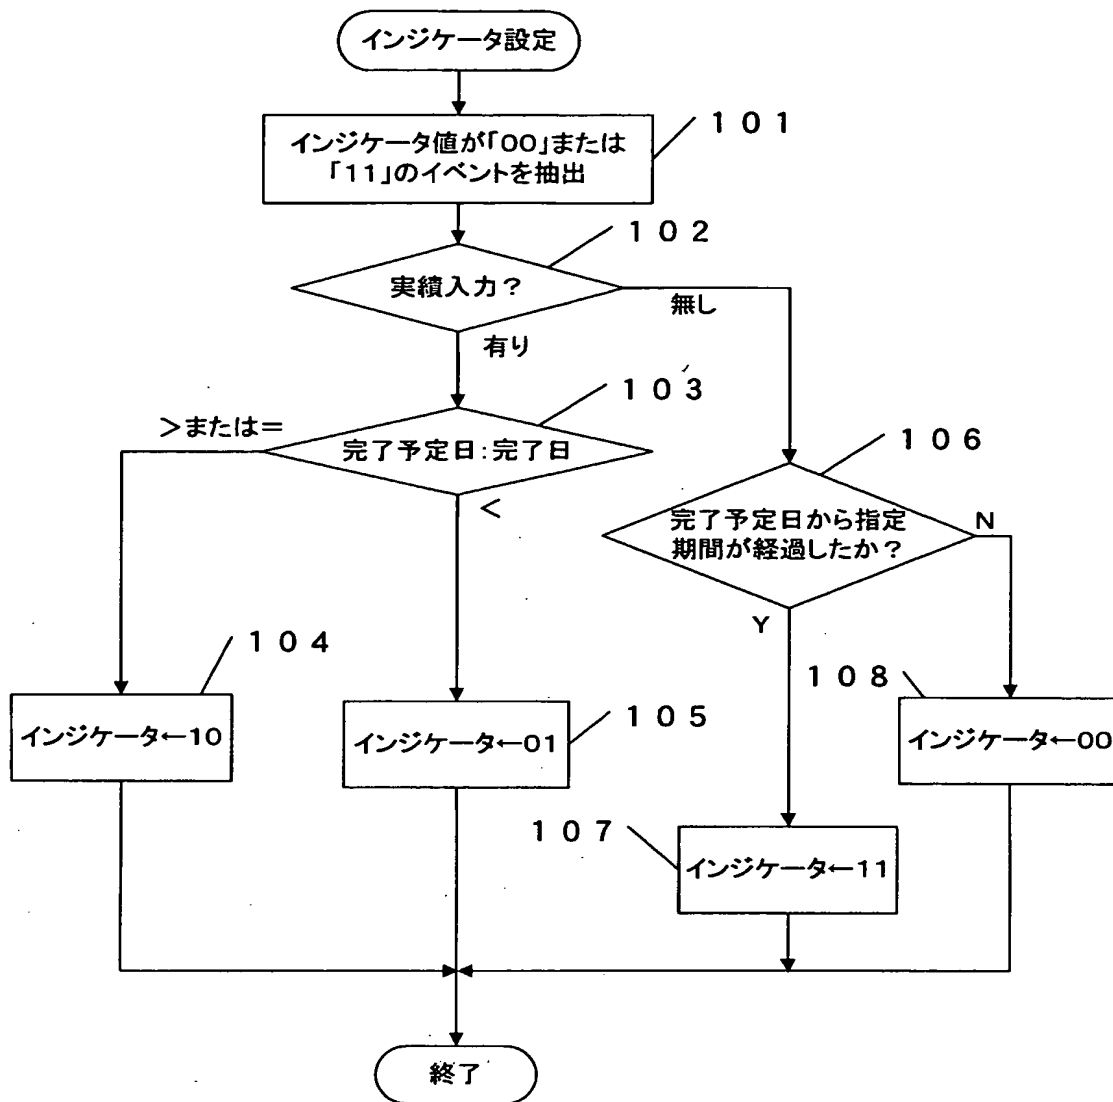 インジケータ設定
101
インジケータ値が「00」または
「11」のイベントを抽出
102
実績入力?
無し
有り
103
>または=
完了予定日:完了日
<
106
完了予定日から指定
期間が経過したか?
N
Y
104
インジケータ←10
105
インジケータ←01
108
インジケータ←00
107
インジケータ←11
終了